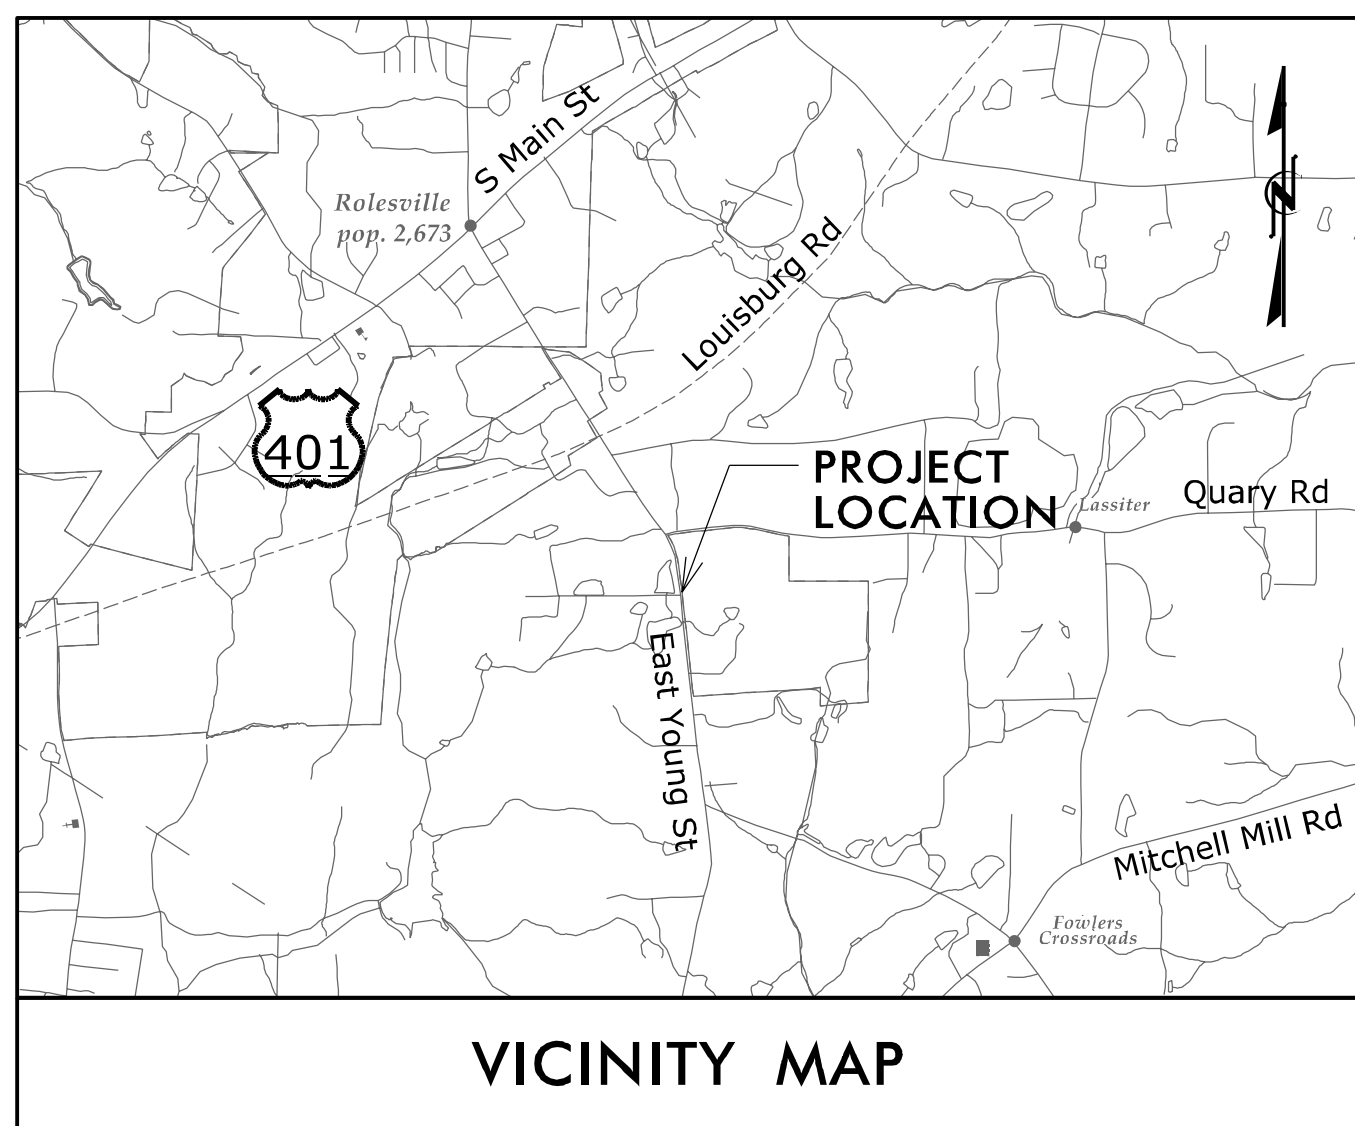 S Main St
N
Rolesville
pop. 2,673
Louisburg Rd
401
PROJECT
LOCATION
Quary Rd
Lassiter
East Young St
Mitchell Mill Rd
Fowlers
Crossroads
VICINITY MAP